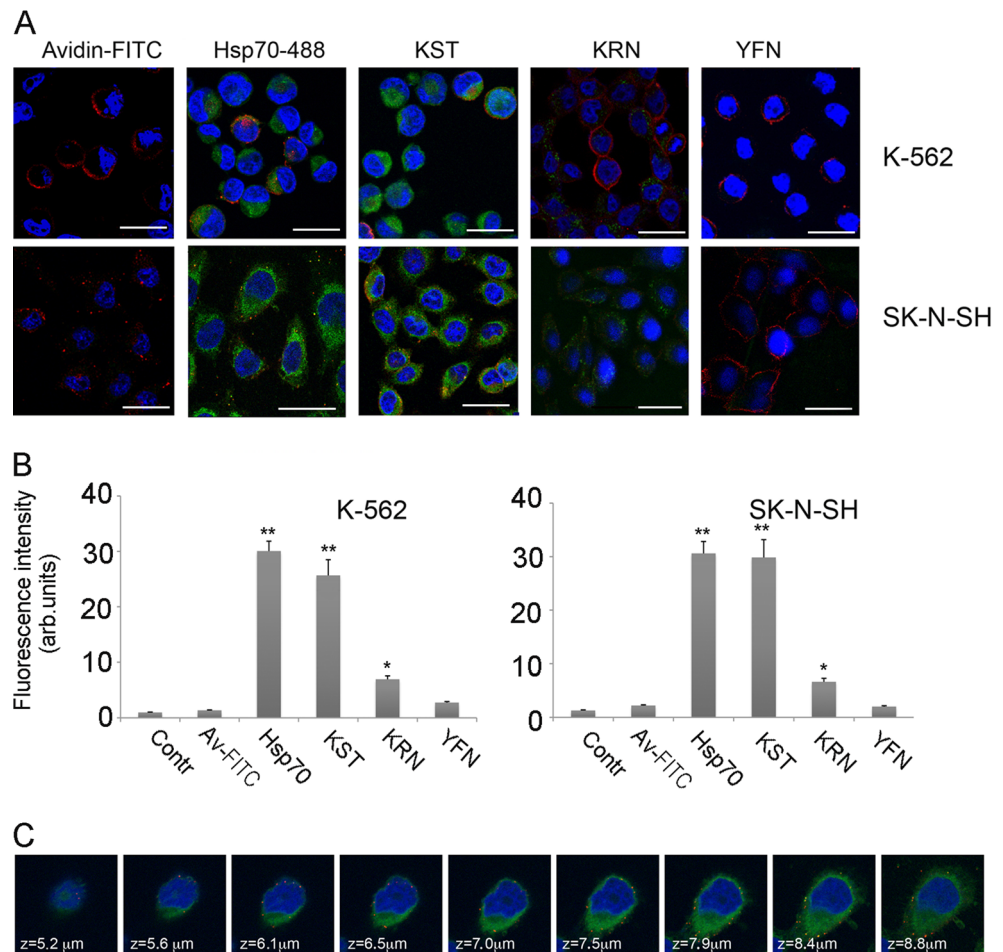 A
Avidin-FITC Hsp70-488 KST KRN YFN
K-562
SK-N-SH
B
Fluorescence intensity
(arb.units)
40
30
20
10
0
K-562
** ** *
Contr Av-FITC Hsp70 KST KRN YFN
40
30
20
10
0
SK-N-SH
** ** *
Contr Av-FITC Hsp70 KST KRN YFN
C
z=5.2 µm z=5.6 µm z=6.1µm z=6.5µm z=7.0µm z=7.5µm z=7.9µm z=8.4µm z=8.8µm